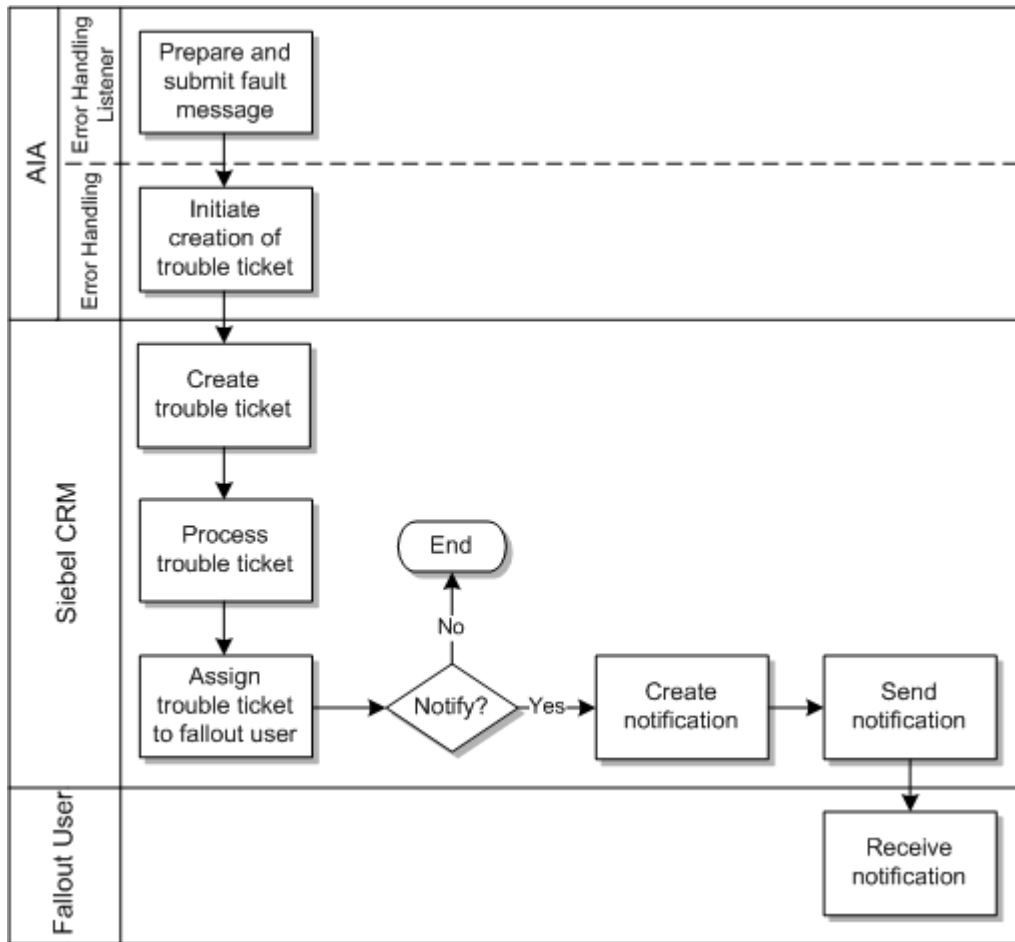 AIA
Error Handling
Listener
Prepare and
submit fault
message
Error Handling
Initiate
creation of
trouble ticket
Siebel CRM
Create
trouble ticket
Process
trouble ticket
End
No
Assign
trouble ticket
to fallout user
Notify?
Yes
Create
notification
Send
notification
Fallout User
Receive
notification